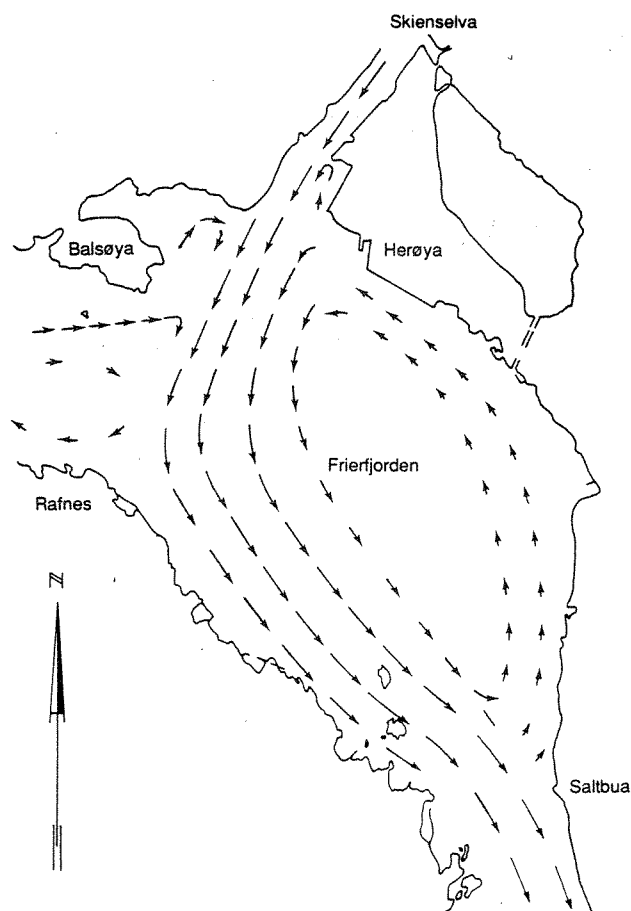 Skienselva
Balsøya
Herøya
Frierfjorden
Rafnes
N
Saltbua